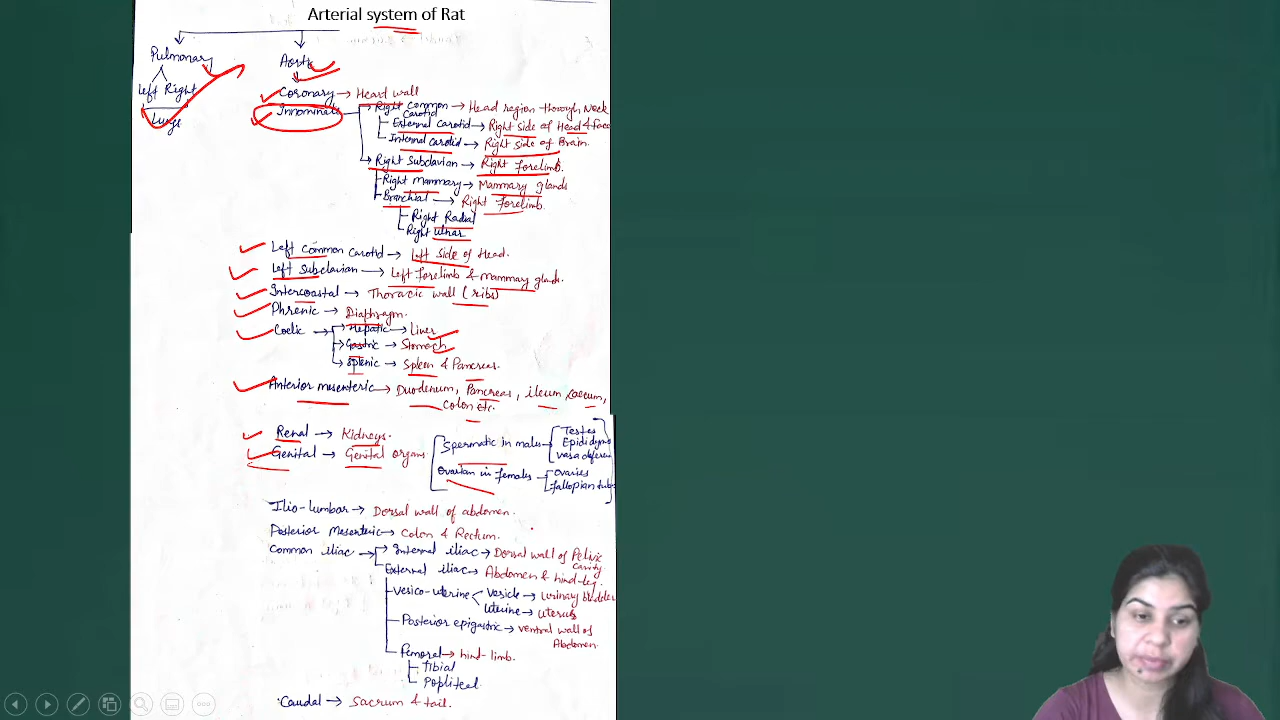 Arterial system of Rat
Pulmonary
Left Right
Lungs
Aorta
Coronary → Heart wall
Innominate → Right Common Carotid → Head region through Neck
External carotid → Right side of Head & face
Internal carotid → Right side of Brain.
Right Subclavian → Right Forelimb.
Right mammary → Mammary glands
Branchial → Right Forelimb.
Right Radial
Right Ulnar
Left Common Carotid → Left side of Head.
Left Subclavian → Left forelimb & mammary glands.
Intercoastal → Thoracic wall (ribs)
Phrenic → Diaphragm.
Coelic → Hepatic → Liver
Gastric → Stomach
Splenic → Spleen & Pancreas.
Anterior mesenteric → Duodenum, Pancreas, ileum, caecum,
colon etc.
Renal → Kidneys.
Genital → Genital organs
Spermatic in males → Testes
Epididymis
vasa deferens
Ovarian in females → ovaries
fallopian tubes
Ilio-lumbar → Dorsal wall of abdomen.
Posterior Mesenteric → Colon & Rectum.
Common iliac → Internal iliac → Dorsal wall of Pelvic
cavity.
External iliac → Abdomen & hind-leg.
Vesico-uterine < Vesicle → Urinary bladder
Uterine → Uterus
Posterior epigastric → ventral wall of
Abdomen.
Femoral → hind-limb.
Tibial
Popliteal.
Caudal → Sacrum & tail.